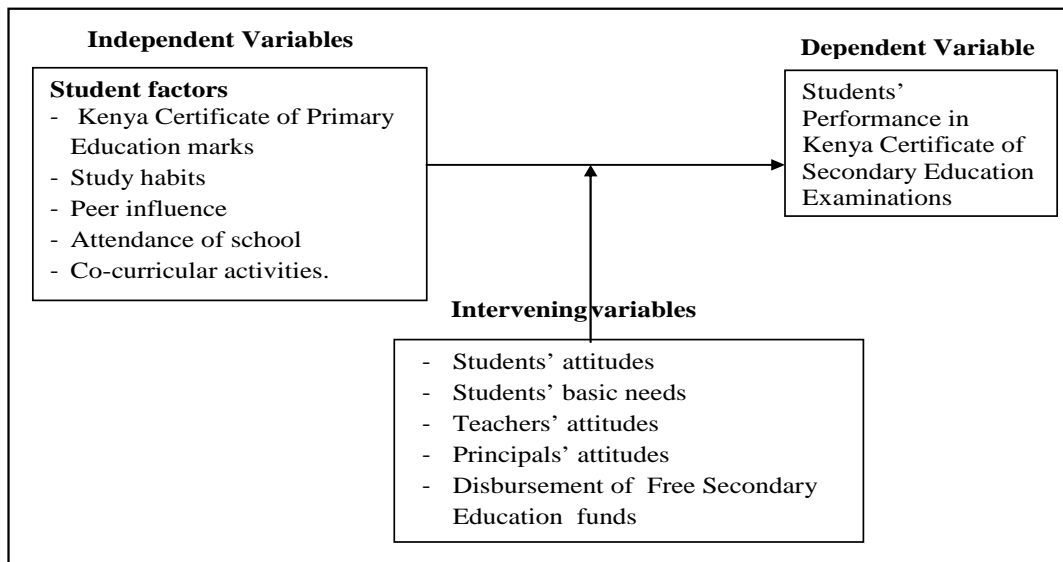 Independent Variables
Student factors
- Kenya Certificate of Primary
Education marks
- Study habits
- Peer influence
- Attendance of school
- Co-curricular activities.
Dependent Variable
Students’
Performance in
Kenya Certificate of
Secondary Education
Examinations
Intervening variables
- Students’ attitudes
- Students’ basic needs
- Teachers’ attitudes
- Principals’ attitudes
- Disbursement of Free Secondary
Education funds